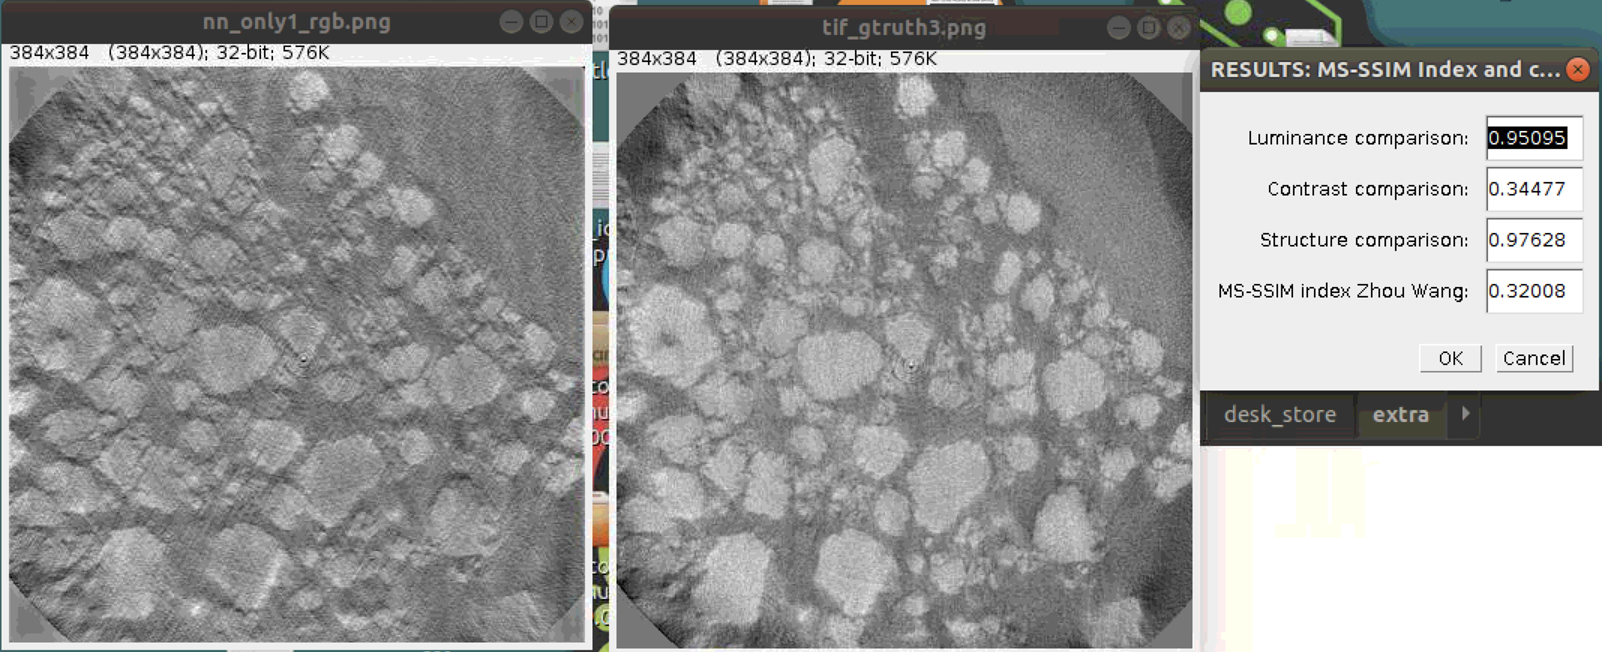 nn_only1_rgb.png
384x384 (384x384); 32-bit; 576K
tif_gtruth3.png
384x384 (384x384); 32-bit; 576K
RESULTS: MS-SSIM Index and c...
Luminance comparison: 0.95095
Contrast comparison: 0.34477
Structure comparison: 0.97628
MS-SSIM index Zhou Wang: 0.32008
OK Cancel
desk_store extra